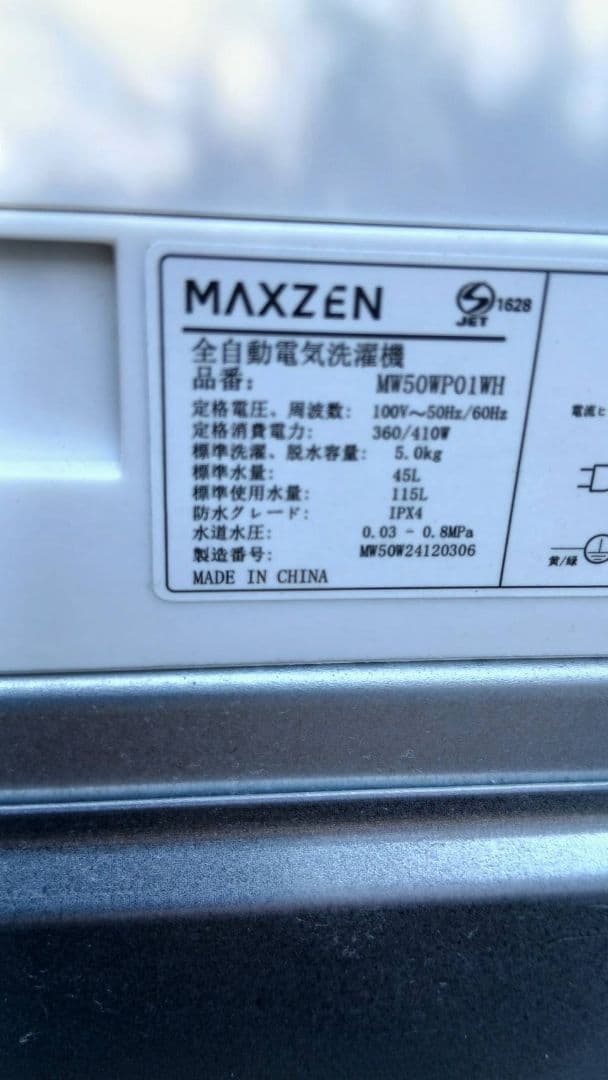 MAXZEN
JET 1628
全自動電気洗濯機
品番: MW50WP01WH
定格電圧、周波数: 100V～50Hz/60Hz
定格消費電力: 360/410W
標準洗濯、脱水容量: 5.0kg
標準水量: 45L
標準使用水量: 115L
防水グレード: IPX4
水道水圧: 0.03 - 0.8MPa
製造番号: MW50W24120306
MADE IN CHINA
電源ヒ
黄/緑